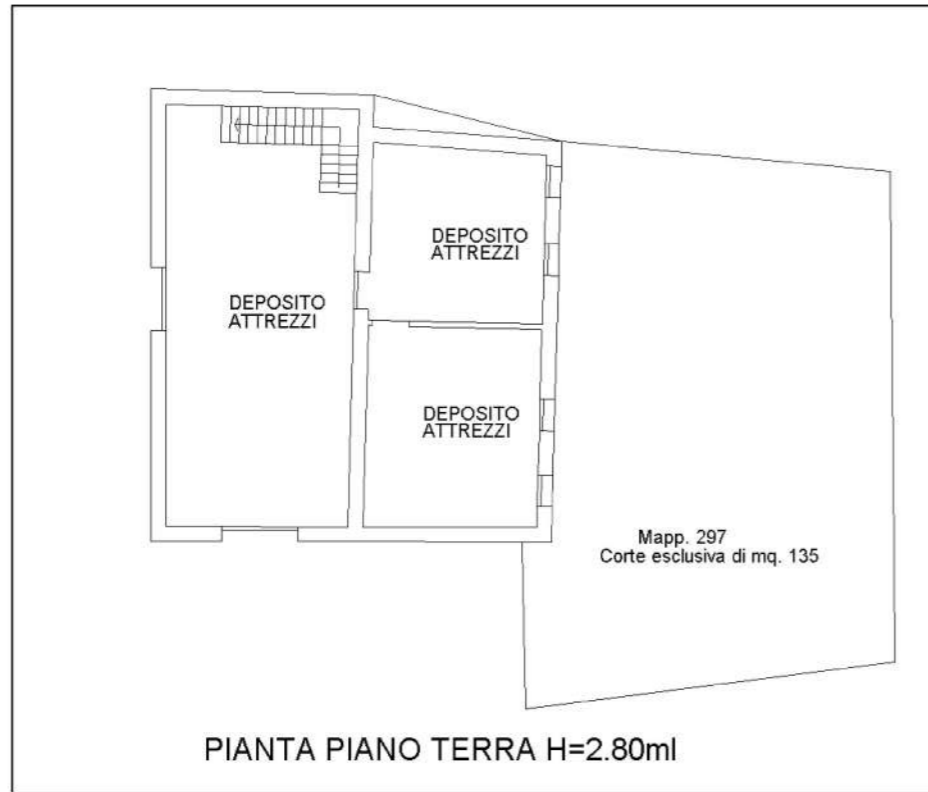 DEPOSITO
ATTREZZI
DEPOSITO
ATTREZZI
DEPOSITO
ATTREZZI
Mapp. 297
Corte esclusiva di mq. 135
PIANTA PIANO TERRA H=2.80ml